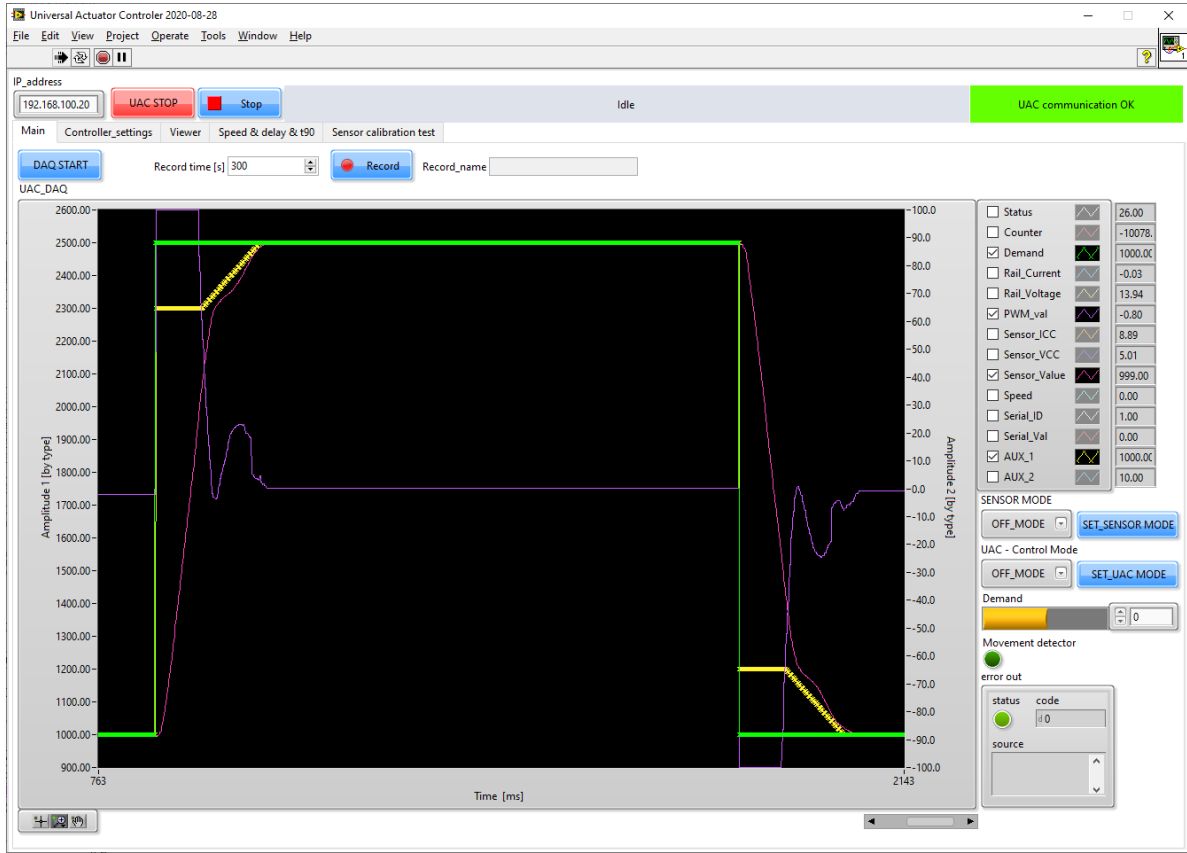 Universal Actuator Controler 2020-08-28
File Edit View Project Operate Tools Window Help
IP_address
192.168.100.20 UAC STOP Stop Idle UAC communication OK
Main Controller_settings Viewer Speed & delay & t90 Sensor calibration test
DAQ START Record time [s] 300 Record Record_name
UAC_DAQ
Amplitude 1 [by type]
2600.00
2500.00
2400.00
2300.00
2200.00
2100.00
2000.00
1900.00
1800.00
1700.00
1600.00
1500.00
1400.00
1300.00
1200.00
1100.00
1000.00
900.00
763
Time [ms]
2143
100.0
90.0
80.0
70.0
60.0
50.0
40.0
30.0
20.0
10.0
0.0
-10.0
-20.0
-30.0
-40.0
-50.0
-60.0
-70.0
-80.0
-90.0
-100.0
Amplitude 2 [by type]
Status 26.00
Counter -10078.
Demand 1000.00
Rail_Current -0.03
Rail_Voltage 13.94
PWM_val -0.80
Sensor_ICC 8.89
Sensor_VCC 5.01
Sensor_Value 999.00
Speed 0.00
Serial_ID 1.00
Serial_Val 0.00
AUX_1 1000.00
AUX_2 10.00
SENSOR MODE
OFF_MODE SET_SENSOR MODE
UAC - Control Mode
OFF_MODE SET_UAC MODE
Demand
0
Movement detector
error out
status code
d 0
source